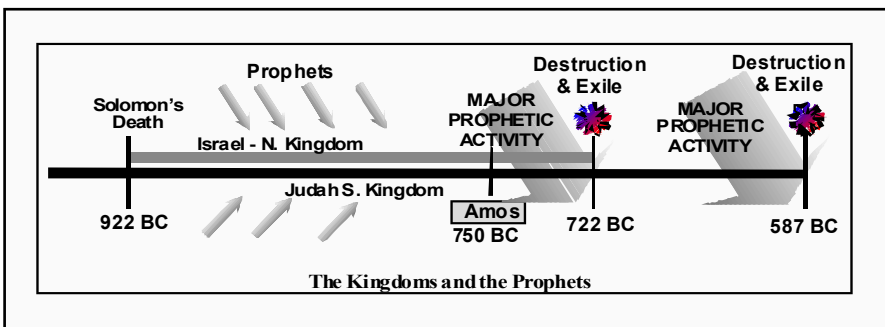 Prophets
Destruction
& Exile
Destruction
& Exile
Solomon's
Death
MAJOR
PROPHETIC
ACTIVITY
MAJOR
PROPHETIC
ACTIVITY
Israel - N. Kingdom
Judah S. Kingdom
922 BC
Amos
750 BC
722 BC
587 BC
The Kingdoms and the Prophets